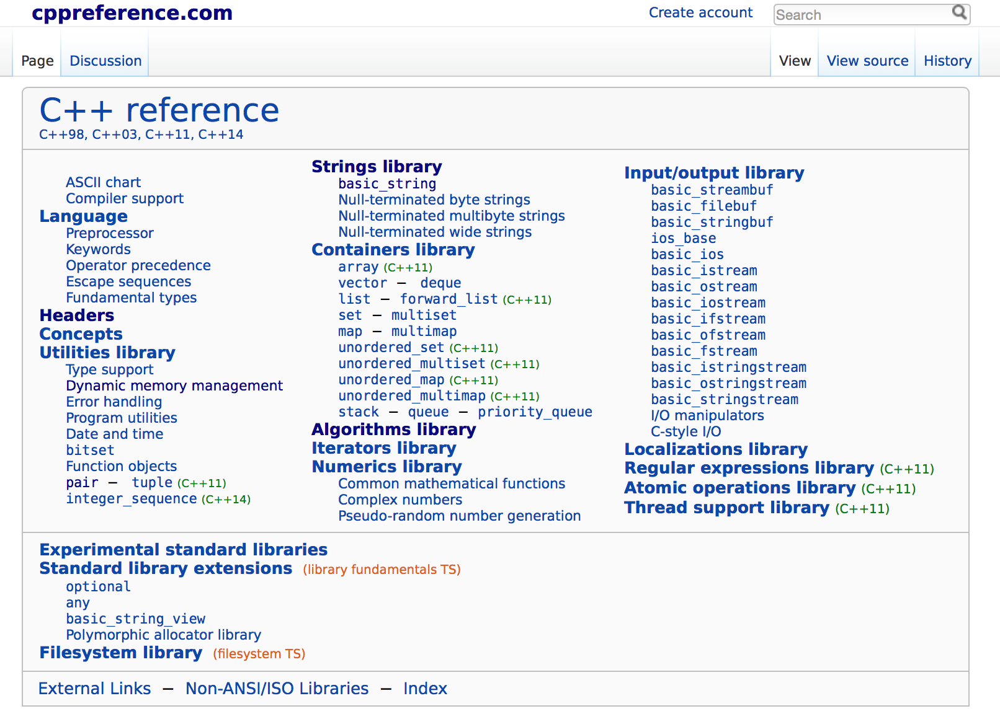 cppreference.com
Create account
Search
Page
Discussion
View
View source
History
C++ reference
C++98, C++03, C++11, C++14
ASCII chart
Compiler support
Language
Preprocessor
Keywords
Operator precedence
Escape sequences
Fundamental types
Headers
Concepts
Utilities library
Type support
Dynamic memory management
Error handling
Program utilities
Date and time
bitset
Function objects
pair − tuple (C++11)
integer_sequence (C++14)
Strings library
basic_string
Null-terminated byte strings
Null-terminated multibyte strings
Null-terminated wide strings
Containers library
array (C++11)
vector − deque
list − forward_list (C++11)
set − multiset
map − multimap
unordered_set (C++11)
unordered_multiset (C++11)
unordered_map (C++11)
unordered_multimap (C++11)
stack − queue − priority_queue
Algorithms library
Iterators library
Numerics library
Common mathematical functions
Complex numbers
Pseudo-random number generation
Input/output library
basic_streambuf
basic_filebuf
basic_stringbuf
ios_base
basic_ios
basic_istream
basic_ostream
basic_iostream
basic_ifstream
basic_ofstream
basic_fstream
basic_istringstream
basic_ostringstream
basic_stringstream
I/O manipulators
C-style I/O
Localizations library
Regular expressions library (C++11)
Atomic operations library (C++11)
Thread support library (C++11)
Experimental standard libraries
Standard library extensions (library fundamentals TS)
optional
any
basic_string_view
Polymorphic allocator library
Filesystem library (filesystem TS)
External Links − Non-ANSI/ISO Libraries − Index